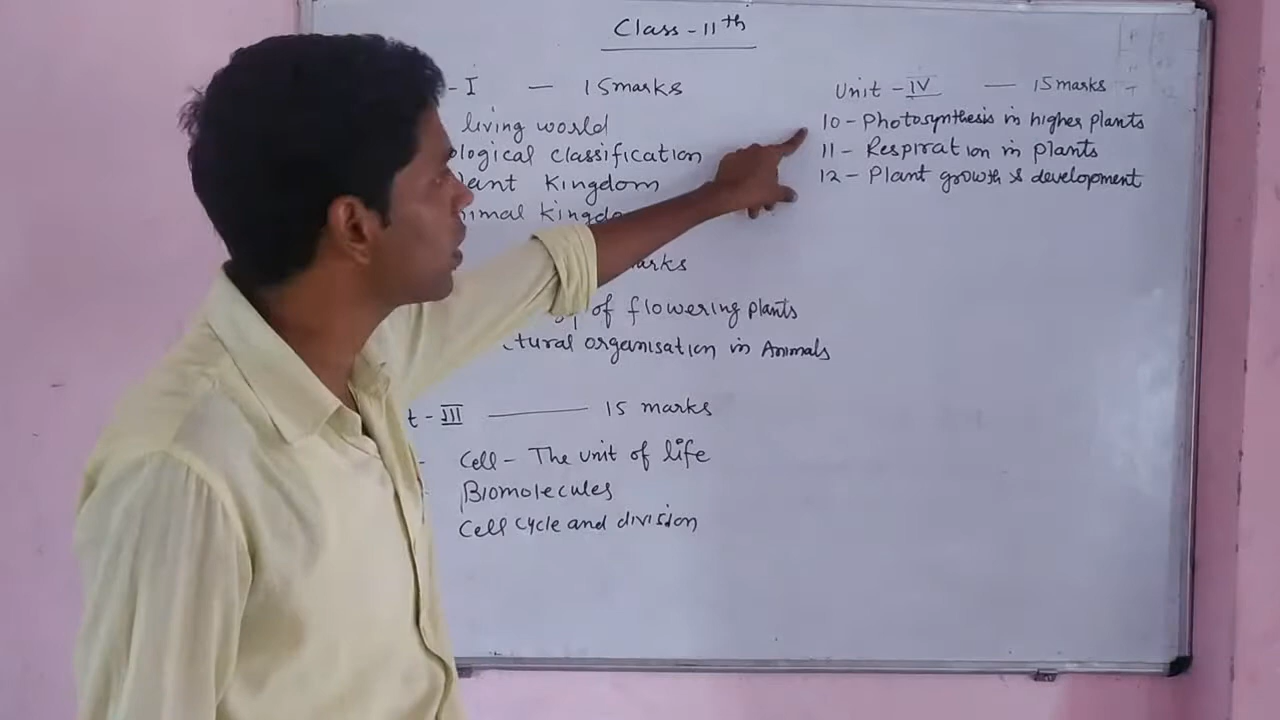 Class - 11th
- I — 15 marks
living world
ological classification
lant Kingdom
nimal kingdo
arks
of flowering plants
tural organisation in Animals
t - III — 15 marks
- Cell - The unit of life
Biomolecules
Cell cycle and division
Unit - IV — 15 marks
10 - Photosynthesis in higher plants
11 - Respiration in plants
12 - Plant growth & development